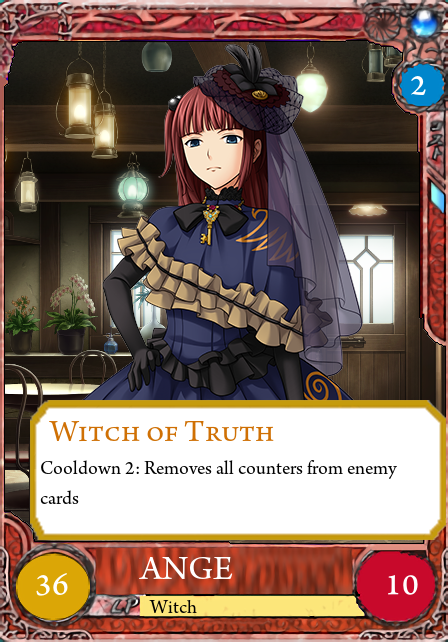 2
Witch of Truth
Cooldown 2: Removes all counters from enemy
cards
36
ANGE
10
LP
Witch